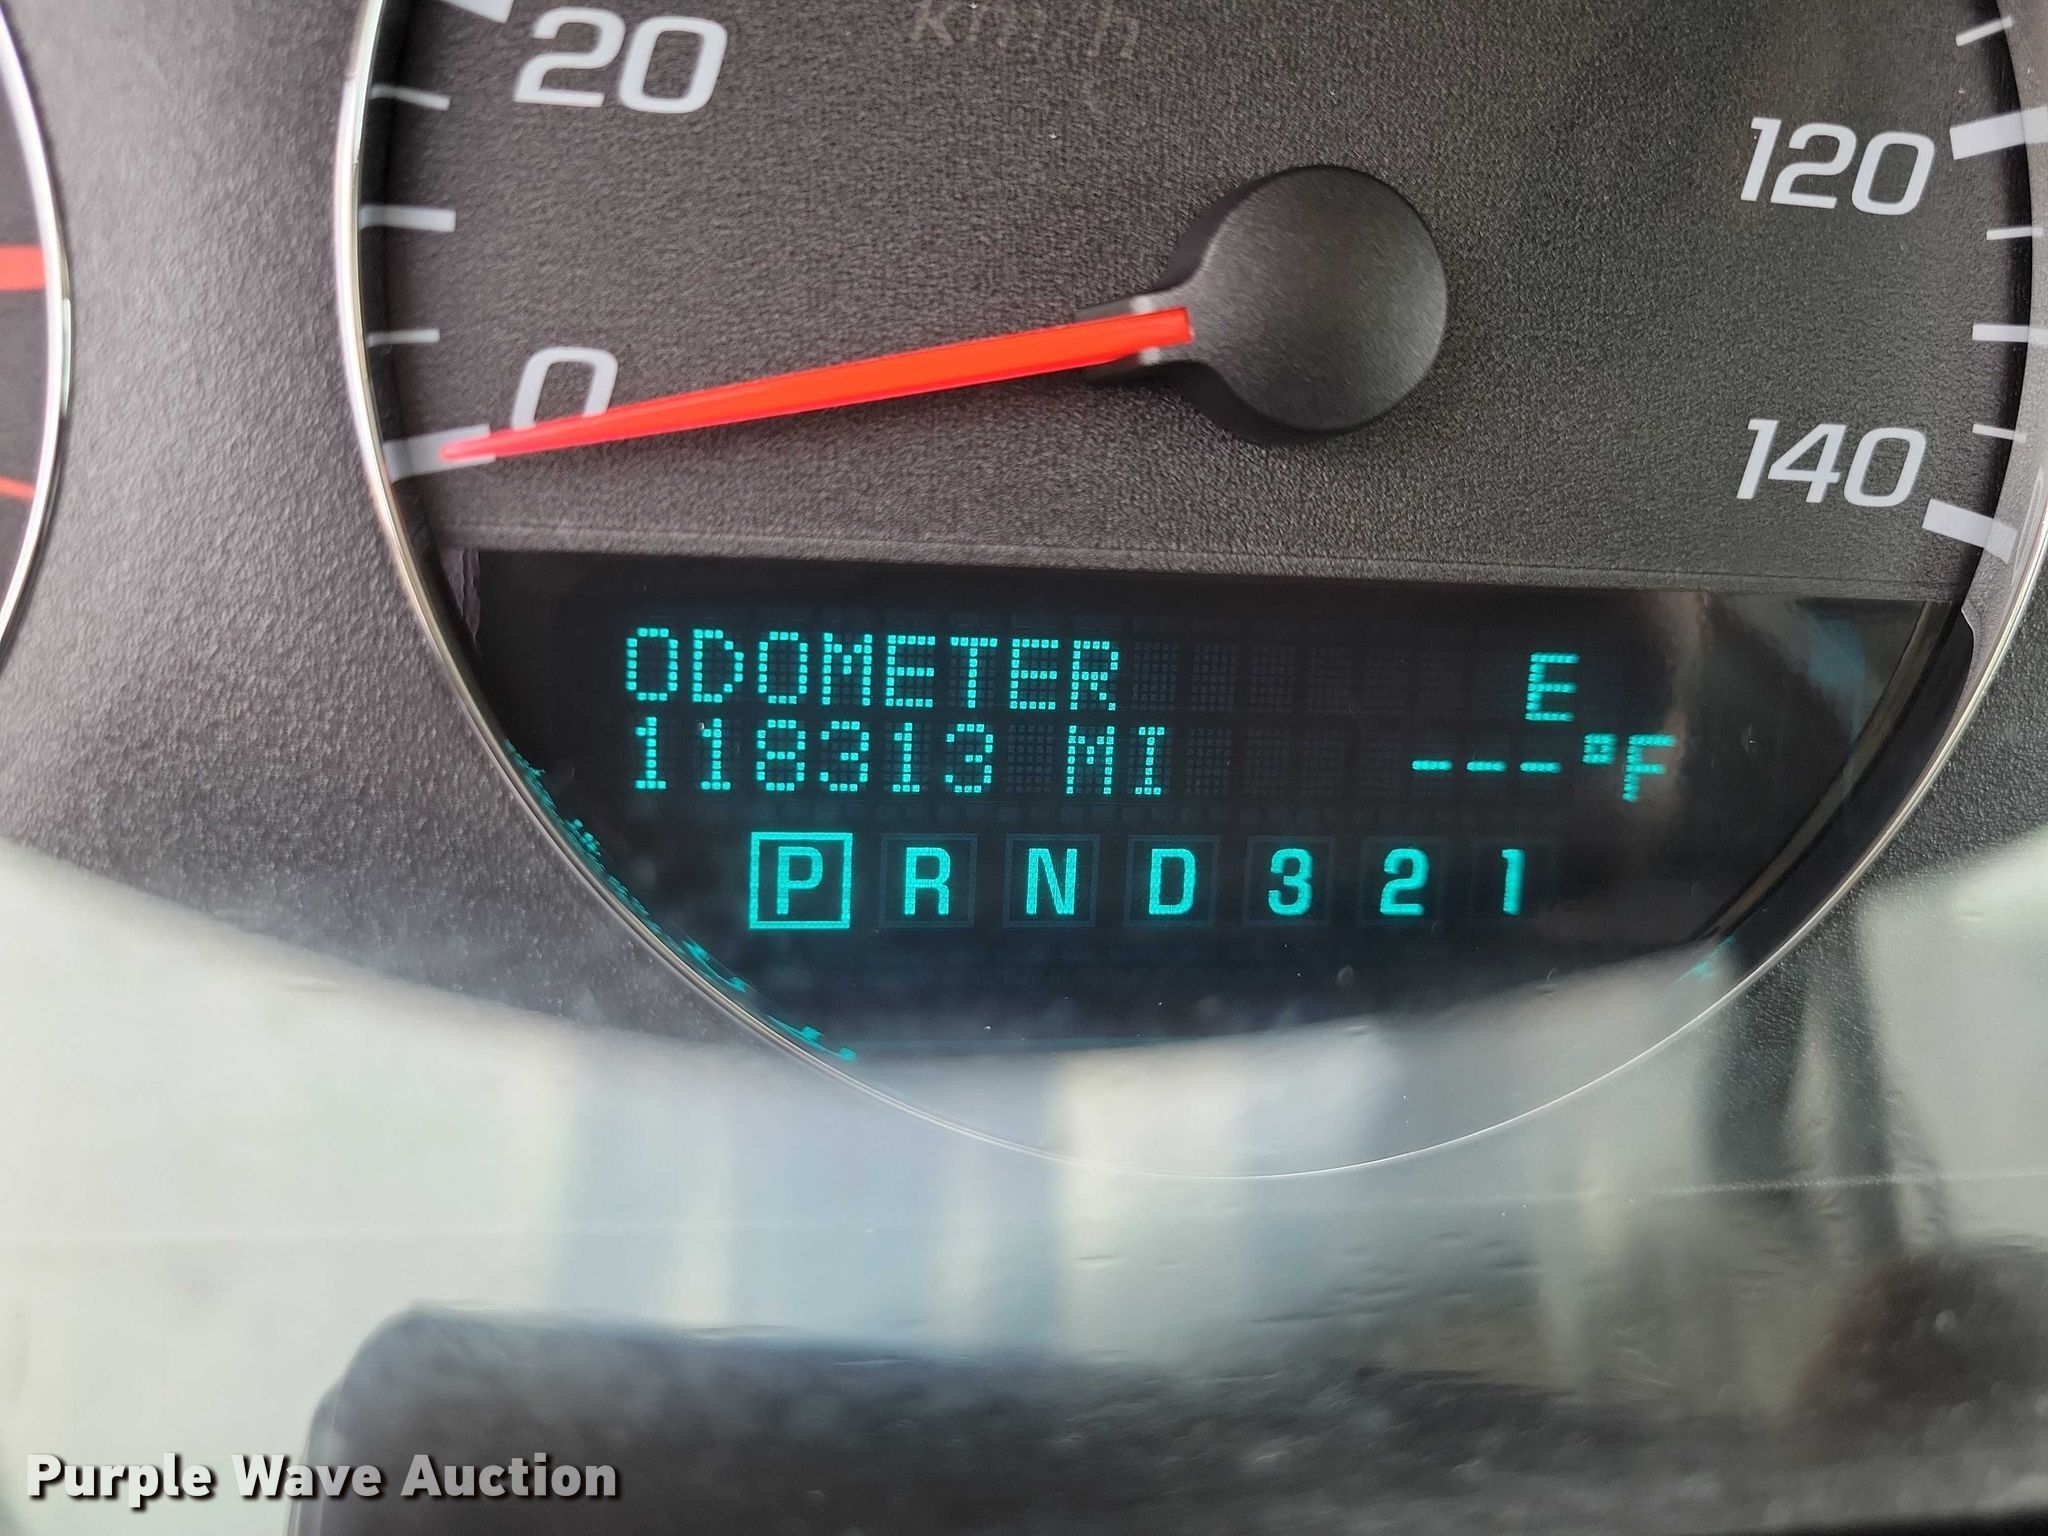 20
km/h
120
0
140
ODOMETER E
118313 MI ---°F
P R N D 3 2 1
Purple Wave Auction